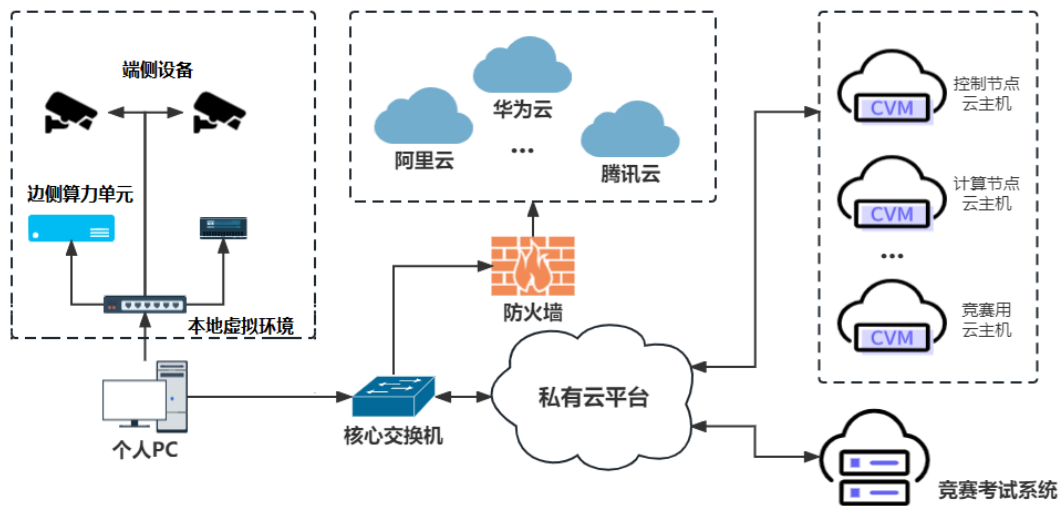 端侧设备
边侧算力单元
本地虚拟环境
个人PC
华为云
阿里云
...
腾讯云
防火墙
核心交换机
私有云平台
CVM
控制节点
云主机
CVM
计算节点
云主机
...
CVM
竞赛用
云主机
竞赛考试系统